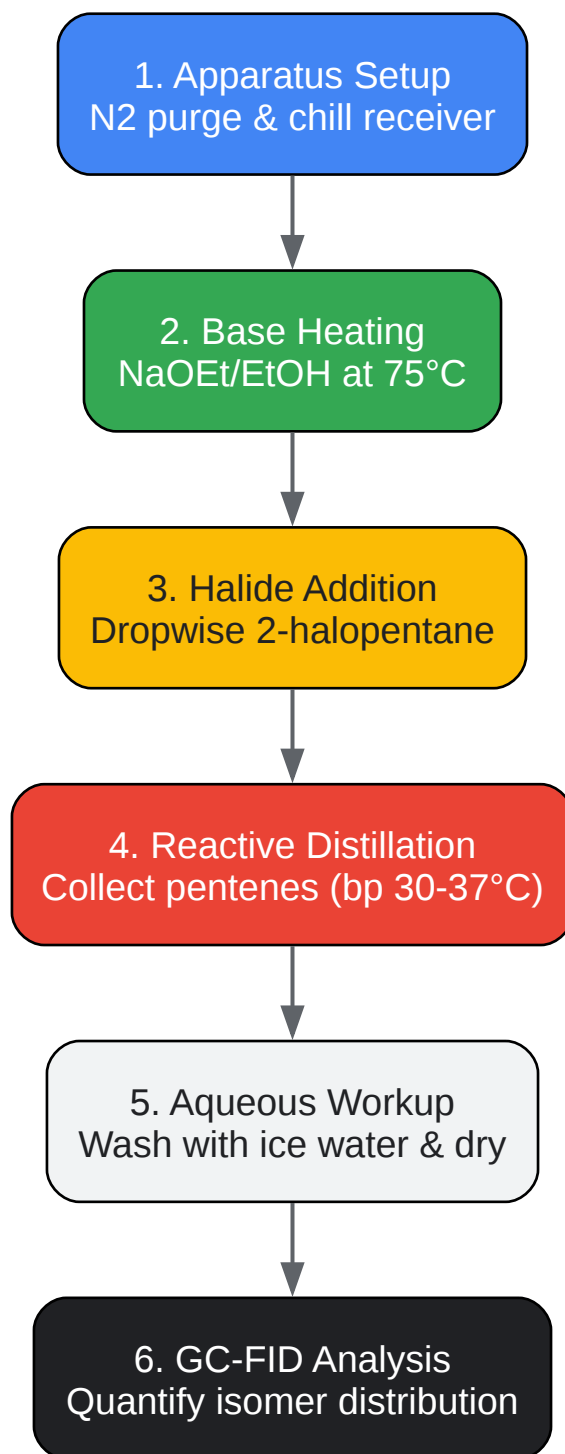 1. Apparatus Setup
N2 purge & chill receiver
2. Base Heating
NaOEt/EtOH at 75°C
3. Halide Addition
Dropwise 2-halopentane
4. Reactive Distillation
Collect pentenes (bp 30-37°C)
5. Aqueous Workup
Wash with ice water & dry
6. GC-FID Analysis
Quantify isomer distribution